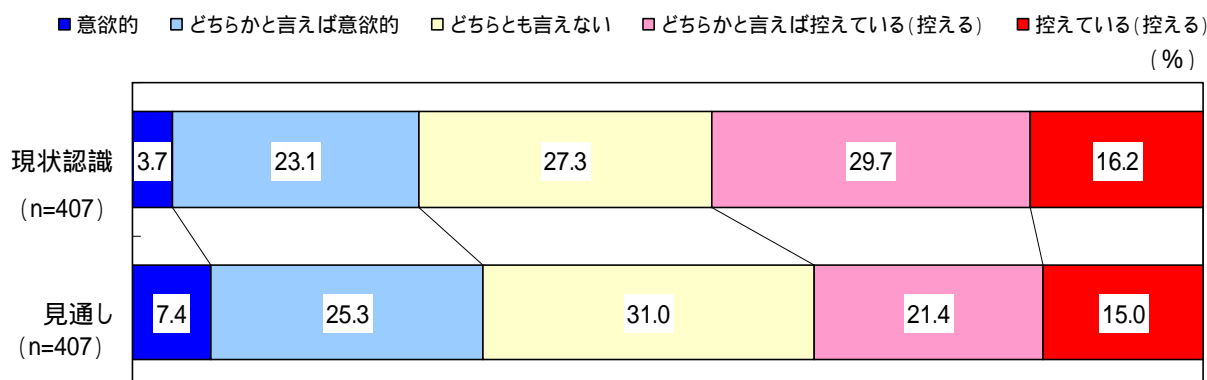 ■意欲的 ■どちらかと言えば意欲的 ■どちらとも言えない ■どちらかと言えば控えている(控える) ■控えている(控える)
(%)
現状認識 3.7 23.1 27.3 29.7 16.2
(n=407)
見通し 7.4 25.3 31.0 21.4 15.0
(n=407)